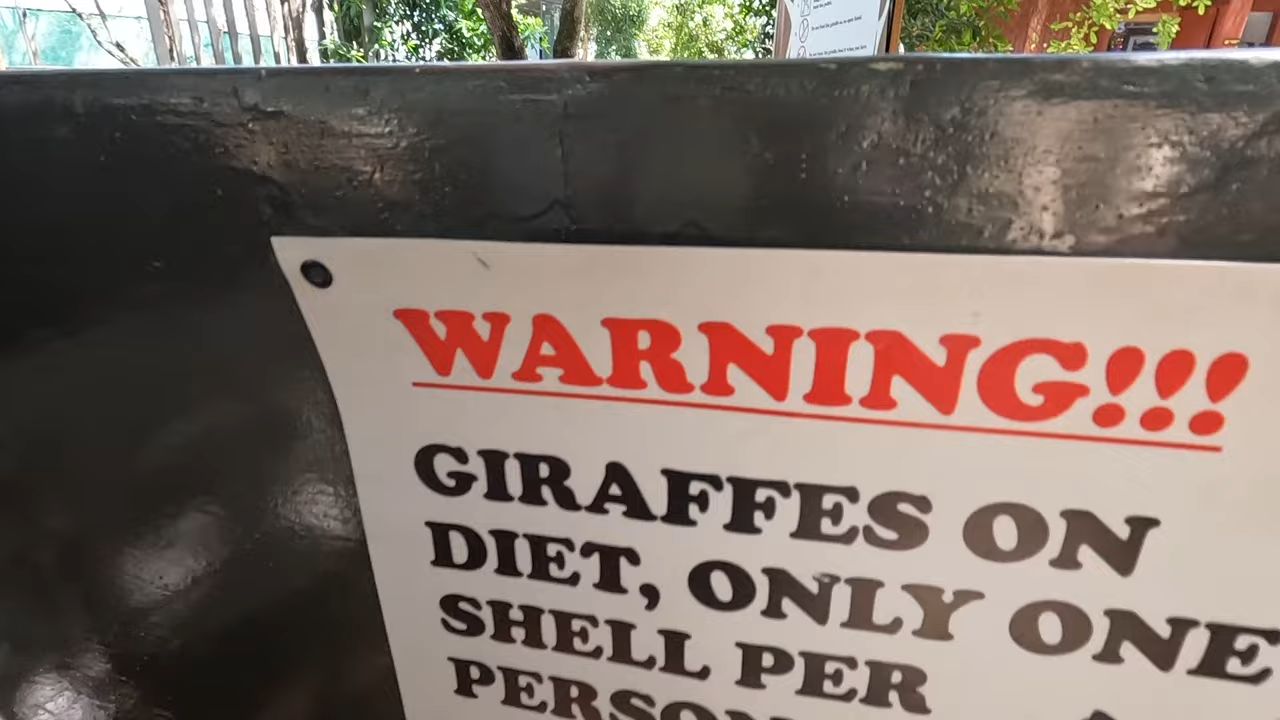 WARNING!!!
GIRAFFES ON
DIET, ONLY ONE
SHELL PER
PERSON